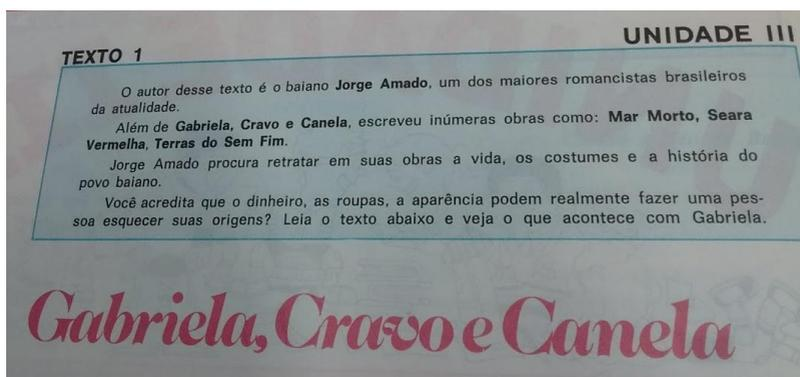 UNIDADE III
TEXTO 1
O autor desse texto é o baiano Jorge Amado, um dos maiores romancistas brasileiros
da atualidade.
Além de Gabriela, Cravo e Canela, escreveu inúmeras obras como: Mar Morto, Seara
Vermelha, Terras do Sem Fim.
Jorge Amado procura retratar em suas obras a vida, os costumes e a história do
povo baiano.
Você acredita que o dinheiro, as roupas, a aparência podem realmente fazer uma pes-
soa esquecer suas origens? Leia o texto abaixo e veja o que acontece com Gabriela.
Gabriela, Cravo e Canela